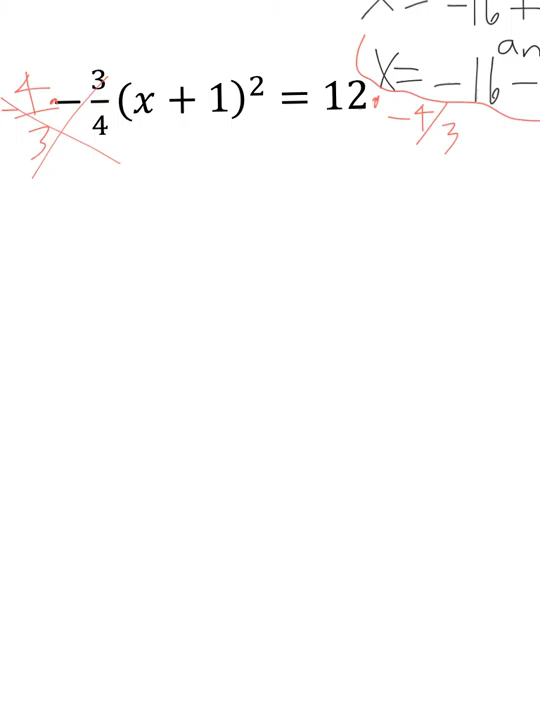 x = -16 +
an
x = -16 -
4/3 · -3/4 (x + 1)² = 12 · -4/3